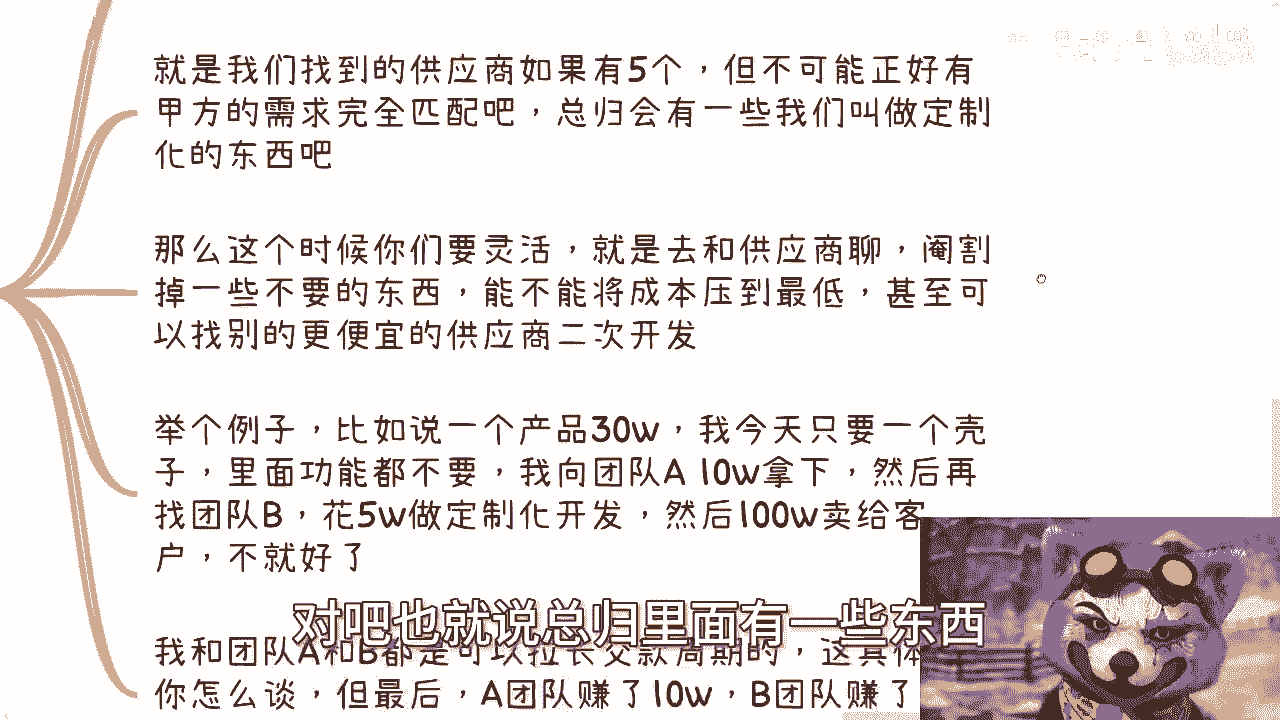 就是我们找到的供应商如果有5个，但不可能正好有
甲方的需求完全匹配吧，总归会有一些我们叫做定制
化的东西吧
那么这个时候你们要灵活，就是去和供应商聊，阉割
掉一些不要的东西，能不能将成本压到最低，甚至可
以找别的更便宜的供应商二次开发
举个例子，比如说一个产品30w，我今天只要一个壳
子，里面功能都不要，我向团队A 10w拿下，然后再
找团队B，花5w做定制化开发，然后100w卖给客
户，不就好了
对吧也就说总归里面有一些东西
我和团队A和B都是可以拉长交款周期的，这具体
你怎么谈，但最后，A团队赚了10w，B团队赚了